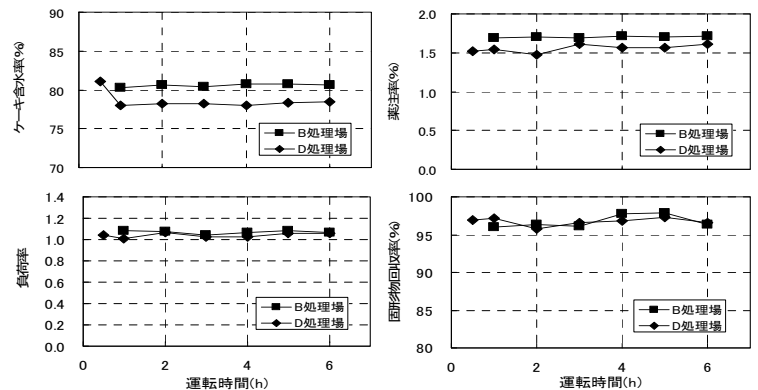 90
85
80
75
70
ケーキ含水率(%)
B処理場
D処理場
2.0
1.5
1.0
0.5
0.0
薬注率(%)
B処理場
D処理場
1.4
1.2
1.0
0.8
0.6
0.4
0.2
0.0
負荷率
B処理場
D処理場
0 2 4 6 8
運転時間(h)
100
95
90
85
80
固形物回収率(%)
B処理場
D処理場
0 2 4 6 8
運転時間(h)